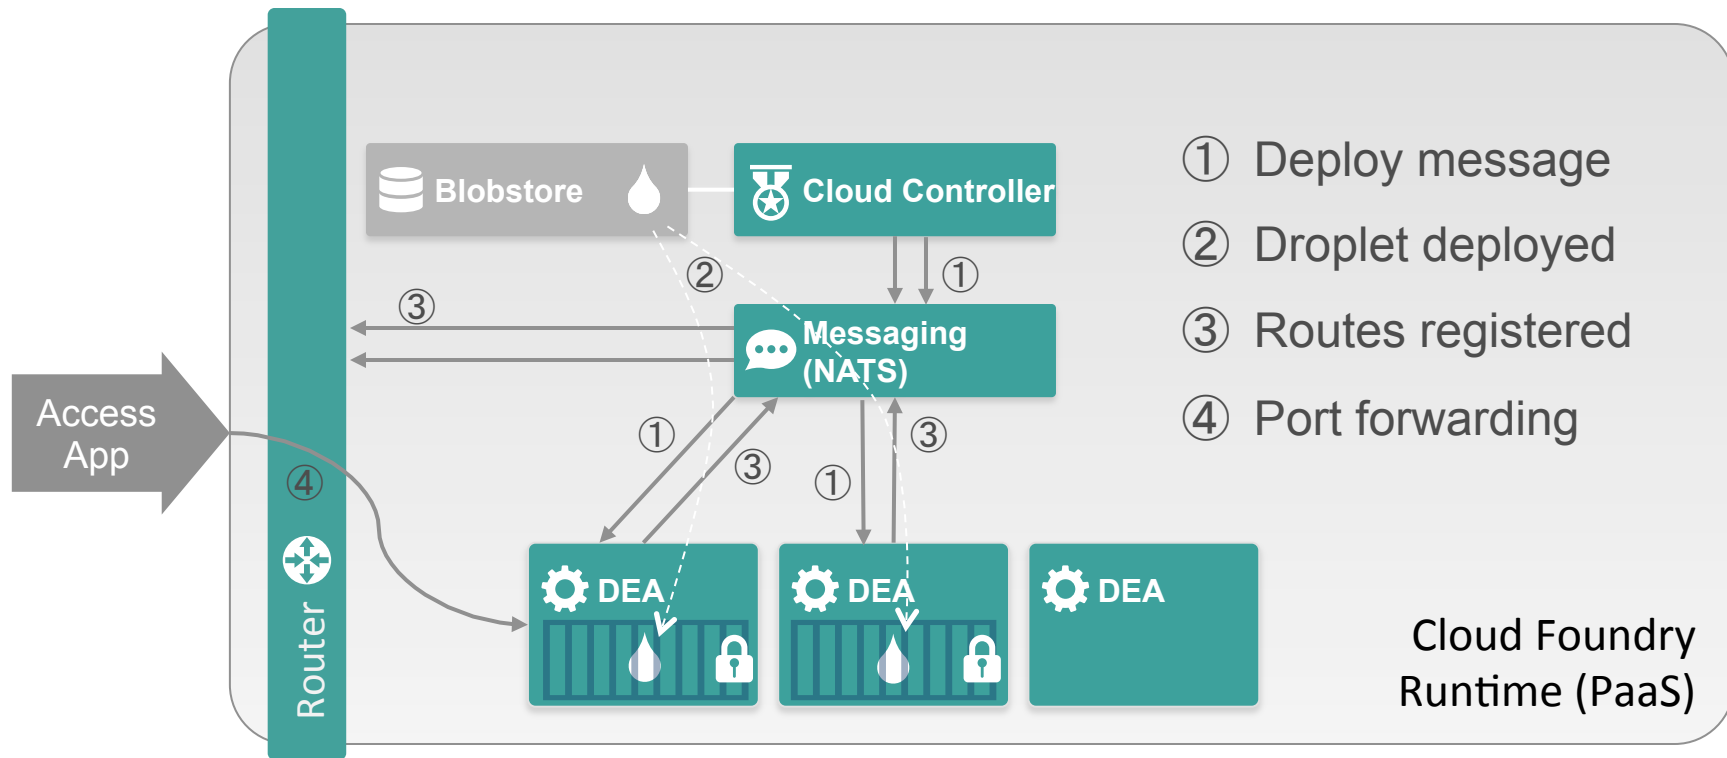 Blobstore
Cloud Controller
① Deploy message
② Droplet deployed
③ Routes registered
④ Port forwarding
②
①
③
Messaging
(NATS)
Access
App
①
③
①
③
④
Router
DEA
DEA
DEA
Cloud Foundry
Runtime (PaaS)